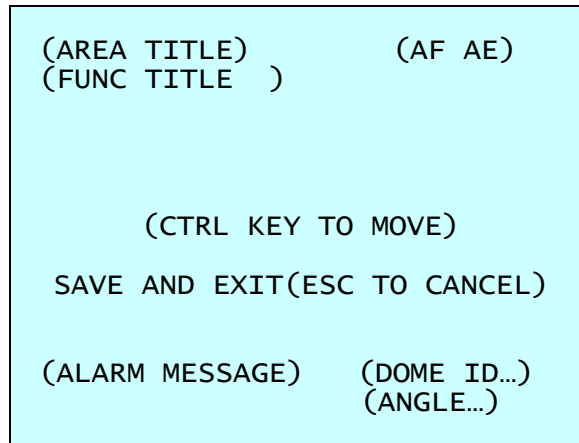 (AREA TITLE) (AF AE)
(FUNC TITLE )
(CTRL KEY TO MOVE)
SAVE AND EXIT(ESC TO CANCEL)
(ALARM MESSAGE) (DOME ID…)
(ANGLE…)